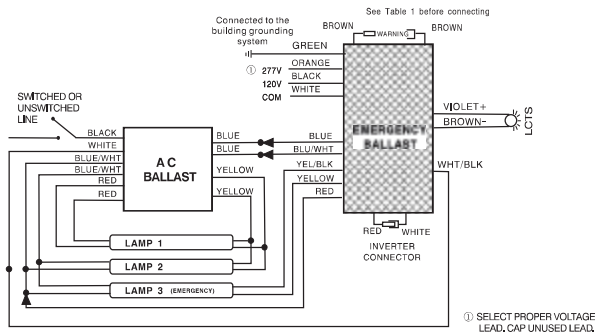 See Table 1 before connecting
Connected to the
building grounding
system
BROWN
WARNING
BROWN
GREEN
① 277V
ORANGE
120V
BLACK
COM
WHITE
SWITCHED OR
UNSWITCHED
LINE
BLACK
WHITE
BLUE/WHT
BLUE/WHT
RED
RED
AC
BALLAST
BLUE
BLUE
YELLOW
YELLOW
BLUE
BLU/WHT
YEL/BLK
YELLOW
RED
EMERGENCY
BALLAST
VIOLET+
BROWN-
LCTS
WHT/BLK
RED
WHITE
INVERTER
CONNECTOR
LAMP 1
LAMP 2
LAMP 3 (EMERGENCY)
① SELECT PROPER VOLTAGE
LEAD. CAP UNUSED LEAD.